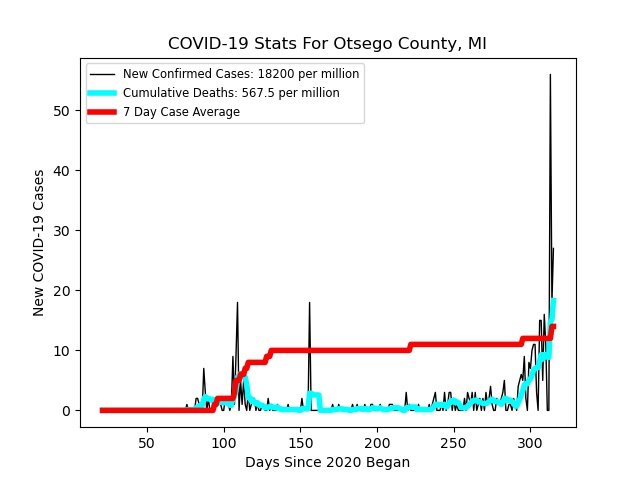 COVID-19 Stats For Otsego County, MI
New Confirmed Cases: 18200 per million
Cumulative Deaths: 567.5 per million
7 Day Case Average
New COVID-19 Cases
50
40
30
20
10
0
50 100 150 200 250 300
Days Since 2020 Began